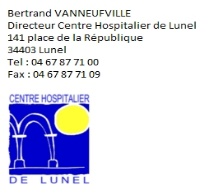 Bertrand VANNEUFVILLE
Directeur Centre Hospitalier de Lunel
141 place de la République
34403 Lunel
Tel : 04 67 87 71 00
Fax : 04 67 87 71 09
CENTRE HOSPITALIER
DE LUNEL